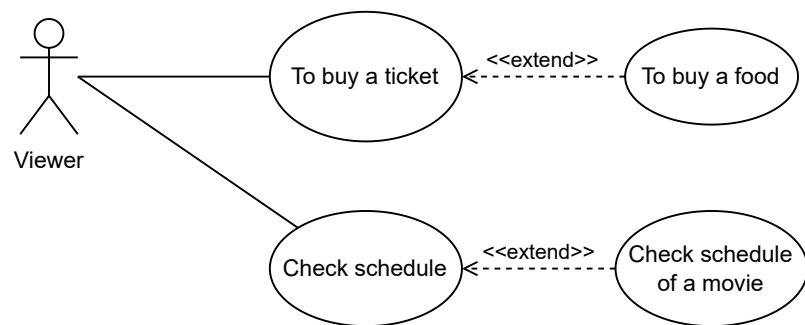 To buy a ticket
<<extend>>
To buy a food
Viewer
Check schedule
<<extend>>
Check schedule
of a movie